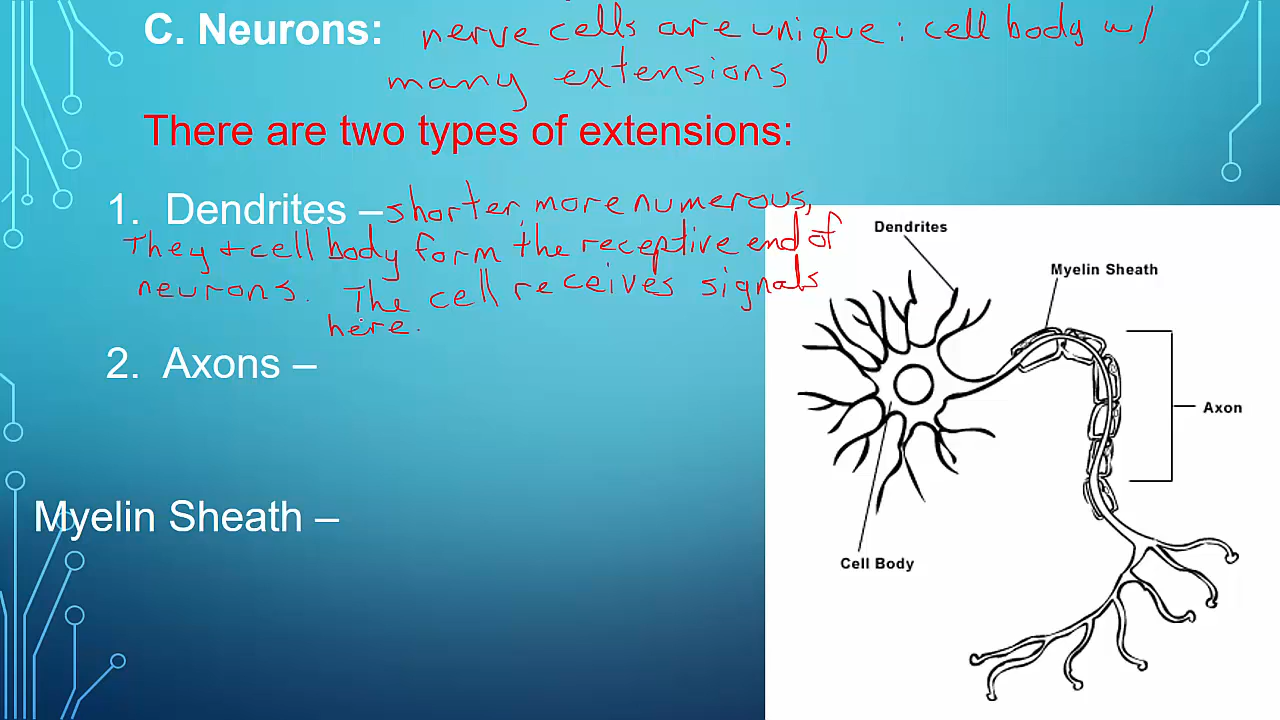 C. Neurons: nerve cells are unique: cell body w/
many extensions
There are two types of extensions:
1. Dendrites – shorter, more numerous,
They + cell body form the receptive end of
neurons. The cell receives signals
here.
2. Axons –
Myelin Sheath –
Dendrites
Myelin Sheath
Axon
Cell Body